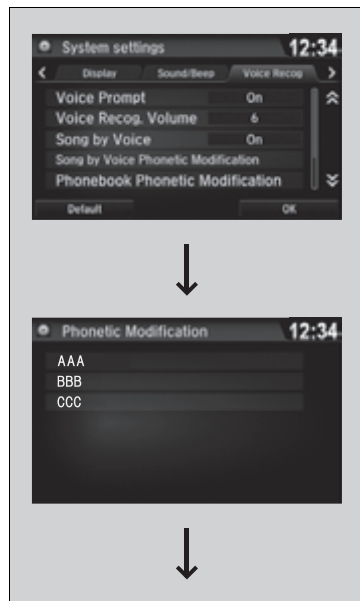 System settings
12:34
Display Sound/Beep Voice Recog
Voice Prompt On
Voice Recog. Volume 6
Song by Voice On
Song by Voice Phonetic Modification
Phonebook Phonetic Modification
Default OK
Phonetic Modification
12:34
AAA
BBB
CCC